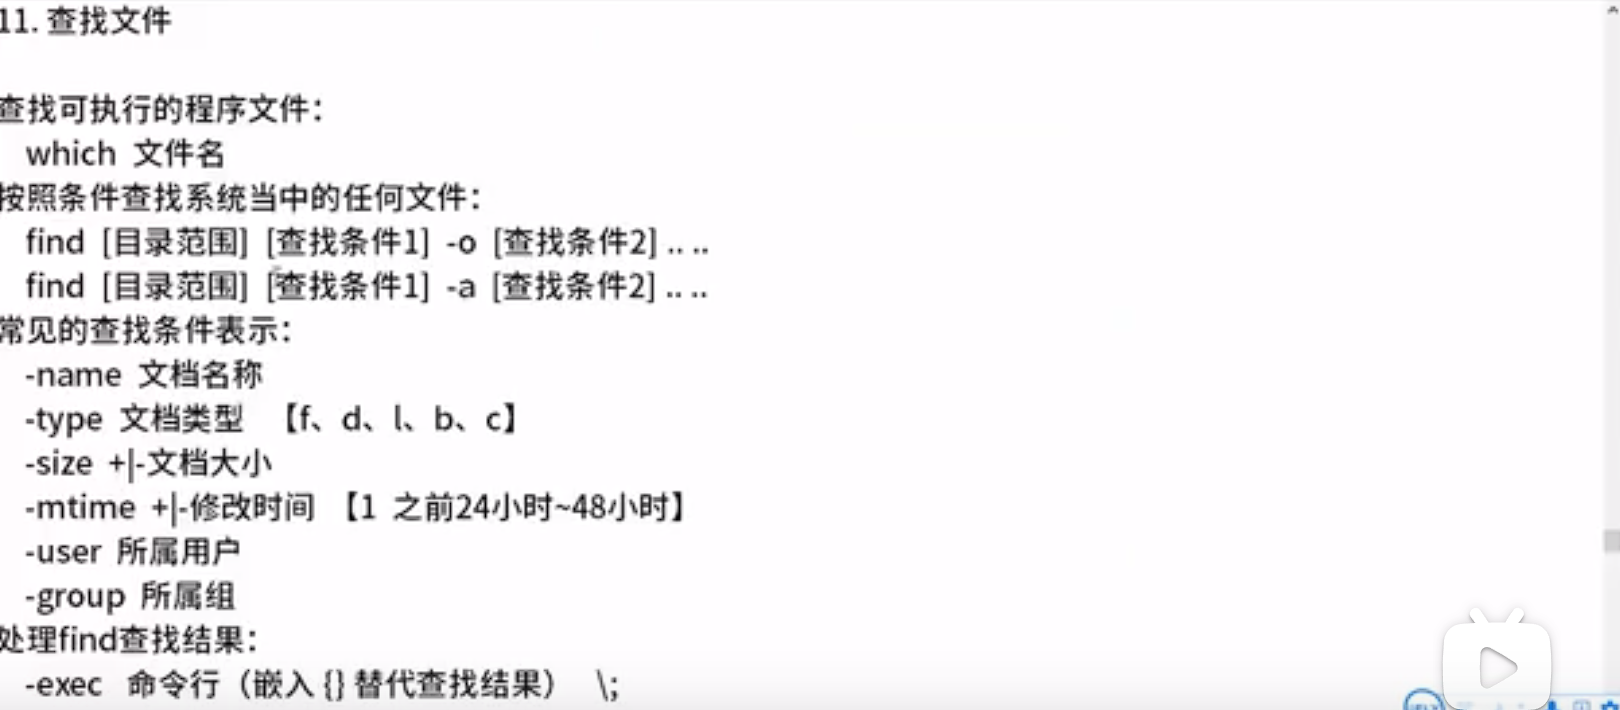 11. 查找文件
查找可执行的程序文件：
which 文件名
按照条件查找系统当中的任何文件：
find [目录范围] [查找条件1] -o [查找条件2] .. ..
find [目录范围] [查找条件1] -a [查找条件2] .. ..
常见的查找条件表示：
-name 文档名称
-type 文档类型 【f、d、l、b、c】
-size +|-文档大小
-mtime +|-修改时间 【1 之前24小时~48小时】
-user 所属用户
-group 所属组
处理find查找结果：
-exec 命令行（嵌入 {} 替代查找结果） \;